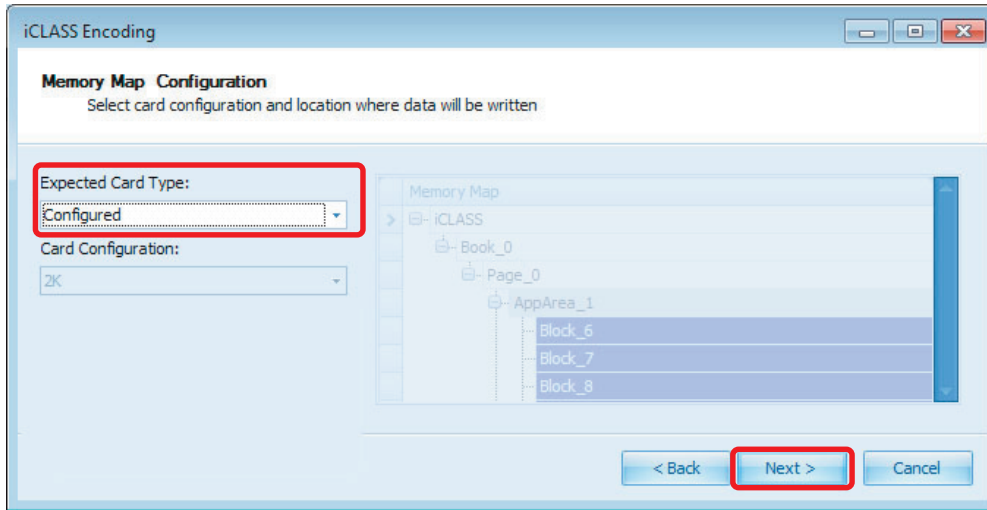 iCLASS Encoding
Memory Map Configuration
Select card configuration and location where data will be written
Expected Card Type:
Configured
Card Configuration:
2K
Memory Map
iCLASS
Book_0
Page_0
AppArea_1
Block_6
Block_7
Block_8
< Back
Next >
Cancel